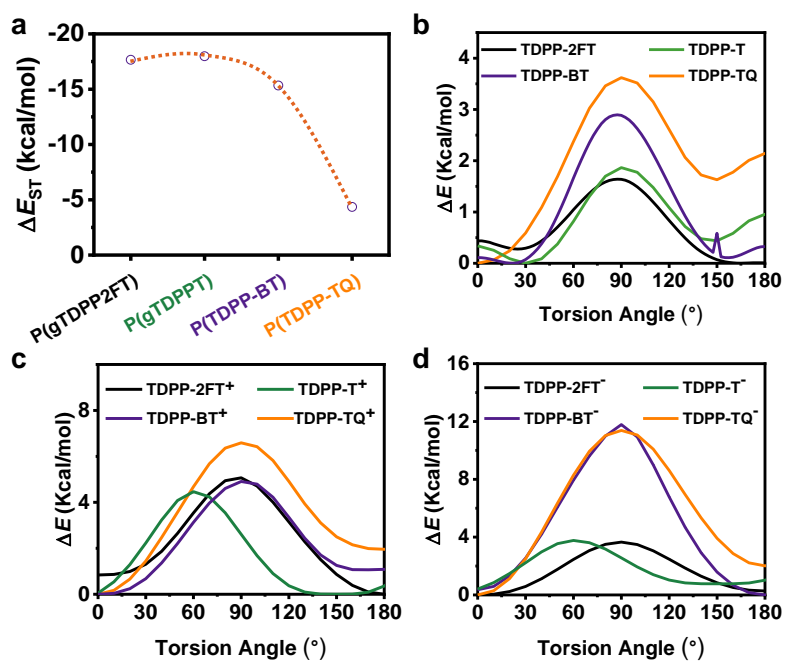 a
ΔE_ST (kcal/mol)
-20
-15
-10
-5
0
P(gTDPP2FT)
P(gTDPPT)
P(TDPP-BT)
P(TDPP-TQ)
b
ΔE (Kcal/mol)
4
3
2
1
0
TDPP-2FT TDPP-T
TDPP-BT TDPP-TQ
0 30 60 90 120 150 180
Torsion Angle (°)
c
ΔE (Kcal/mol)
8
4
0
TDPP-2FT⁺ TDPP-T⁺
TDPP-BT⁺ TDPP-TQ⁺
0 30 60 90 120 150 180
Torsion Angle (°)
d
ΔE (Kcal/mol)
16
12
8
4
0
TDPP-2FT⁻ TDPP-T⁻
TDPP-BT⁻ TDPP-TQ⁻
0 30 60 90 120 150 180
Torsion Angle (°)